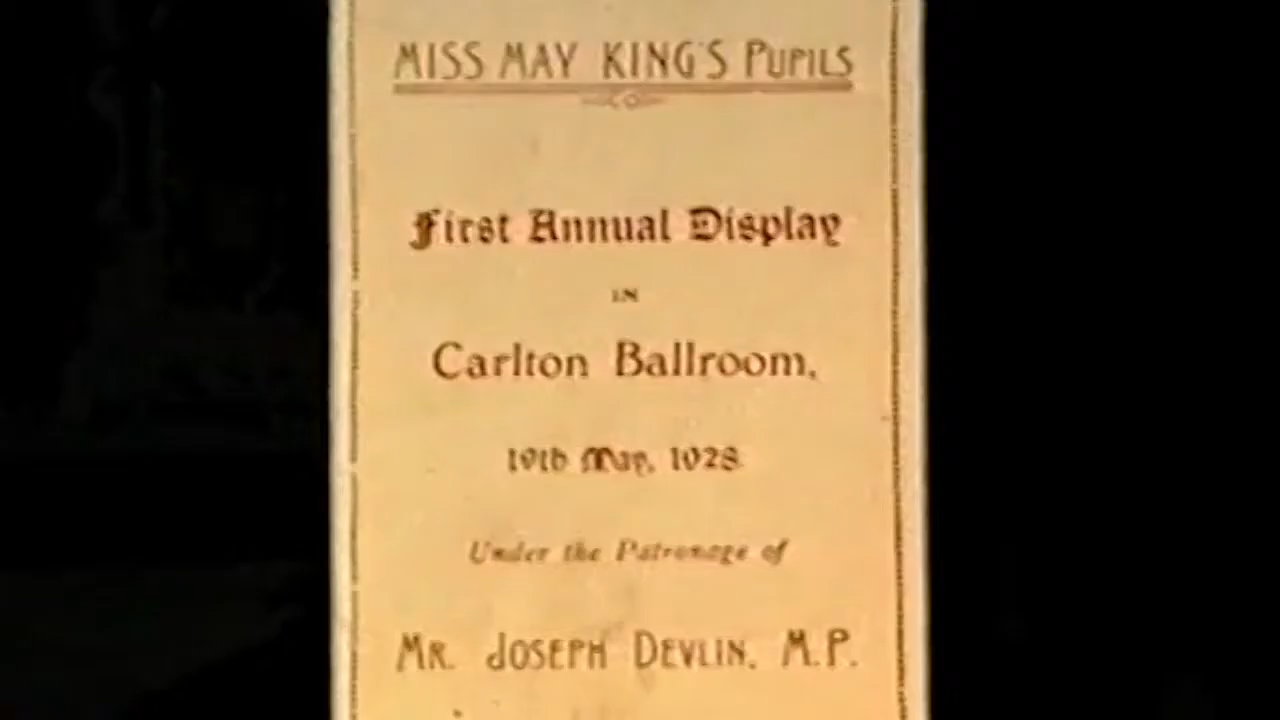 MISS MAY KING'S PUPILS
First Annual Display
IN
Carlton Ballroom,
19th May, 1928
Under the Patronage of
MR. JOSEPH DEVLIN, M.P.